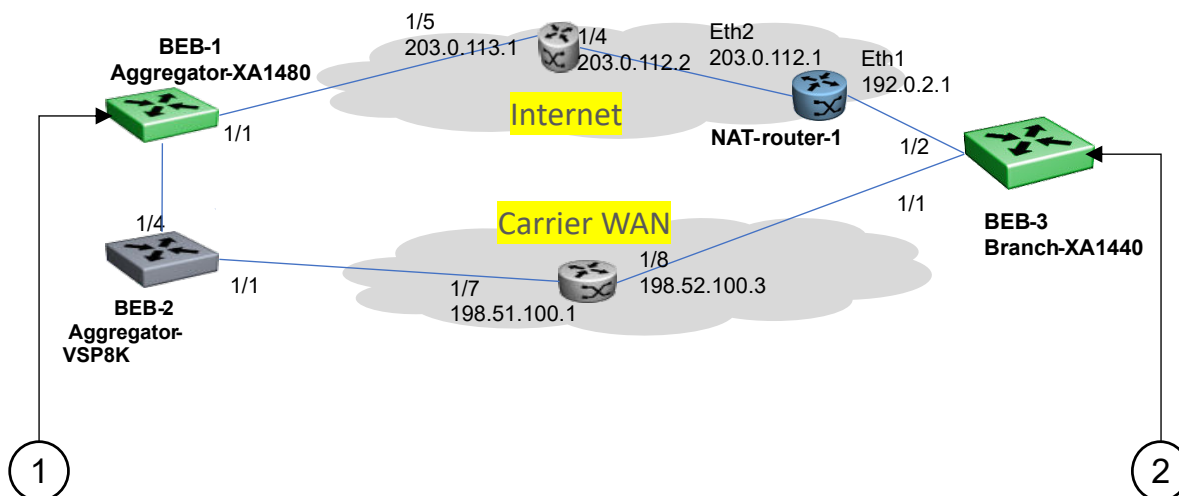 1/5
203.0.113.1
BEB-1
Aggregator-XA1480
1/4
203.0.112.2
Eth2
203.0.112.1
Eth1
192.0.2.1
Internet
1/1
NAT-router-1
1/2
1/4
Carrier WAN
1/1
BEB-3
Branch-XA1440
1/8
198.52.100.3
1/1
1/7
198.51.100.1
BEB-2
Aggregator-
VSP8K
1
2